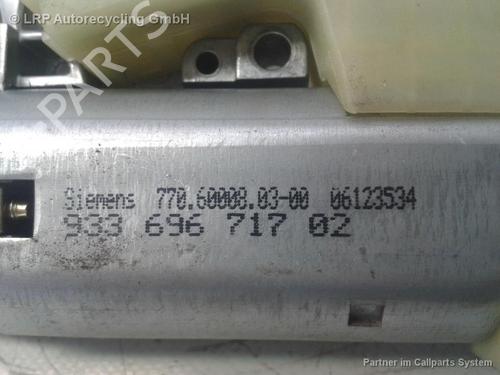 © LRP Autorecycling GmbH
PARTS
Siemens 770.60008.03-00 06123534
933 696 717 02
Partner im Callparts System